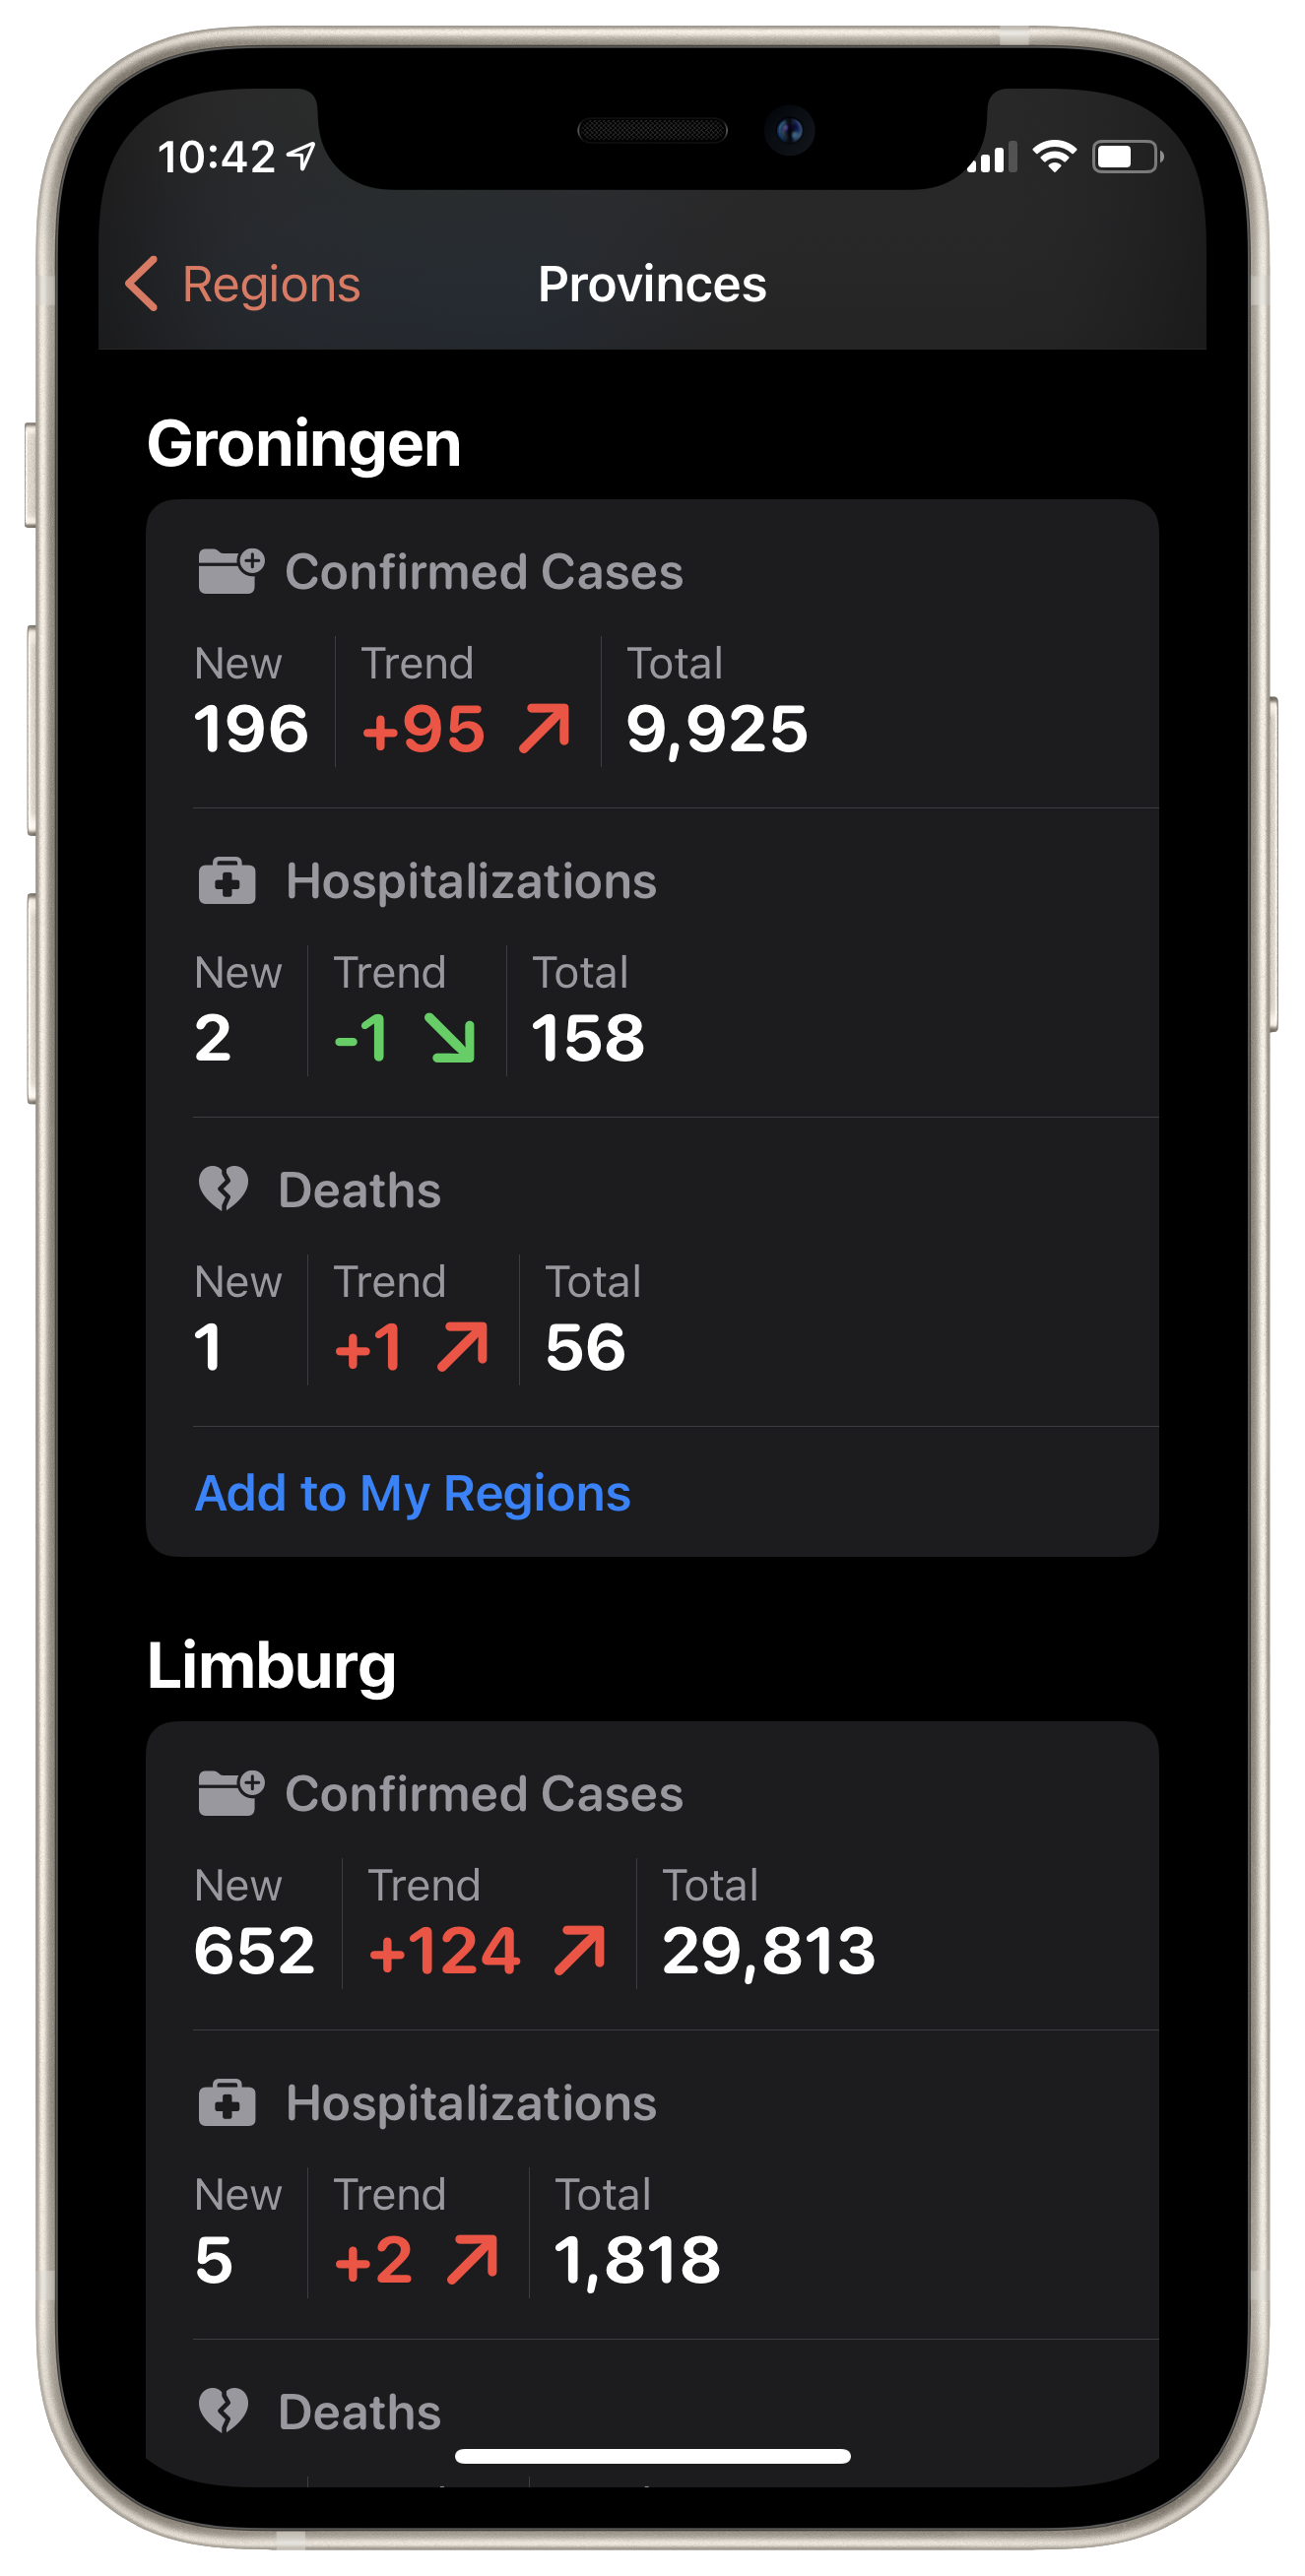 10:42
Regions
Provinces
Groningen
Confirmed Cases
New Trend Total
196 +95 9,925
Hospitalizations
New Trend Total
2 -1 158
Deaths
New Trend Total
1 +1 56
Add to My Regions
Limburg
Confirmed Cases
New Trend Total
652 +124 29,813
Hospitalizations
New Trend Total
5 +2 1,818
Deaths